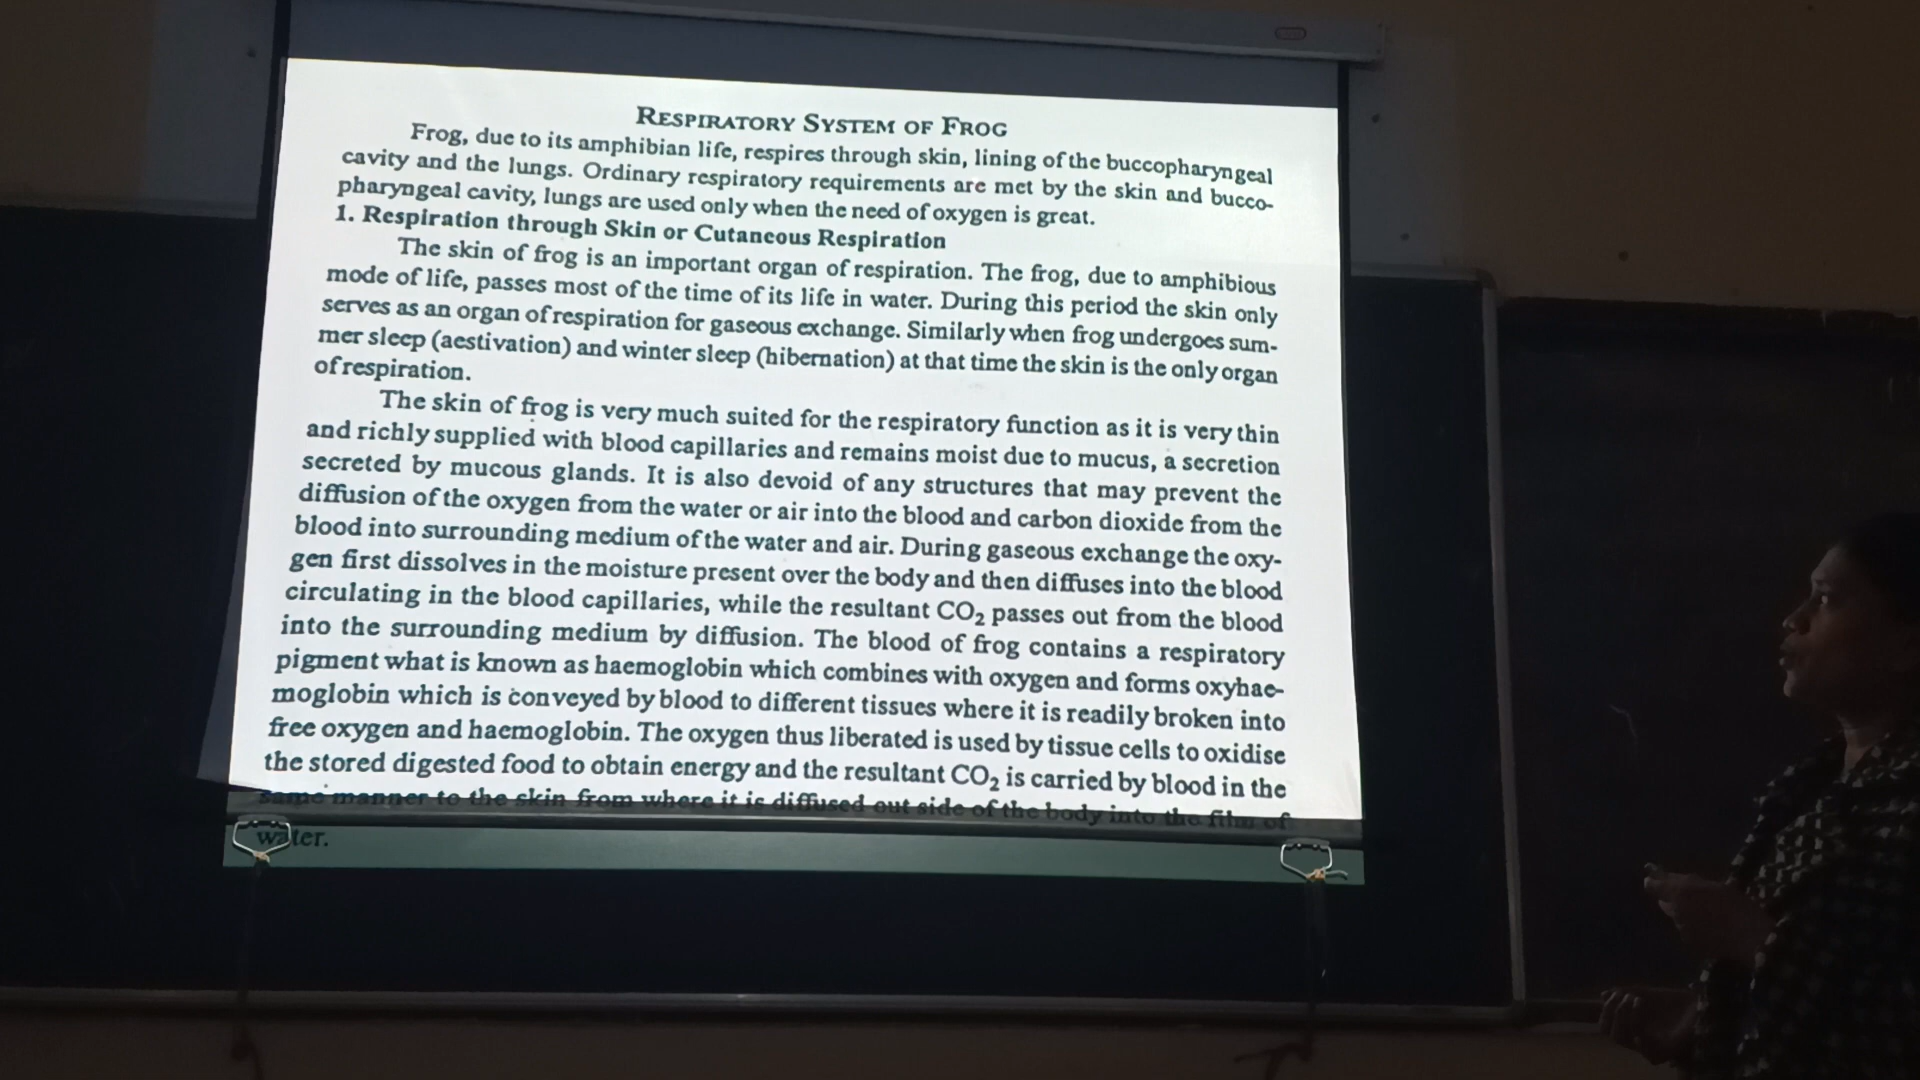 RESPIRATORY SYSTEM OF FROG
Frog, due to its amphibian life, respires through skin, lining of the buccopharyngeal
cavity and the lungs. Ordinary respiratory requirements are met by the skin and bucco-
pharyngeal cavity, lungs are used only when the need of oxygen is great.
1. Respiration through Skin or Cutaneous Respiration
The skin of frog is an important organ of respiration. The frog, due to amphibious
mode of life, passes most of the time of its life in water. During this period the skin only
serves as an organ of respiration for gaseous exchange. Similarly when frog undergoes sum-
mer sleep (aestivation) and winter sleep (hibernation) at that time the skin is the only organ
of respiration.
The skin of frog is very much suited for the respiratory function as it is very thin
and richly supplied with blood capillaries and remains moist due to mucus, a secretion
secreted by mucous glands. It is also devoid of any structures that may prevent the
diffusion of the oxygen from the water or air into the blood and carbon dioxide from the
blood into surrounding medium of the water and air. During gaseous exchange the oxy-
gen first dissolves in the moisture present over the body and then diffuses into the blood
circulating in the blood capillaries, while the resultant CO₂ passes out from the blood
into the surrounding medium by diffusion. The blood of frog contains a respiratory
pigment what is known as haemoglobin which combines with oxygen and forms oxyhae-
moglobin which is conveyed by blood to different tissues where it is readily broken into
free oxygen and haemoglobin. The oxygen thus liberated is used by tissue cells to oxidise
the stored digested food to obtain energy and the resultant CO₂ is carried by blood in the
same manner to the skin from where it is diffused out side of the body into the film of
water.